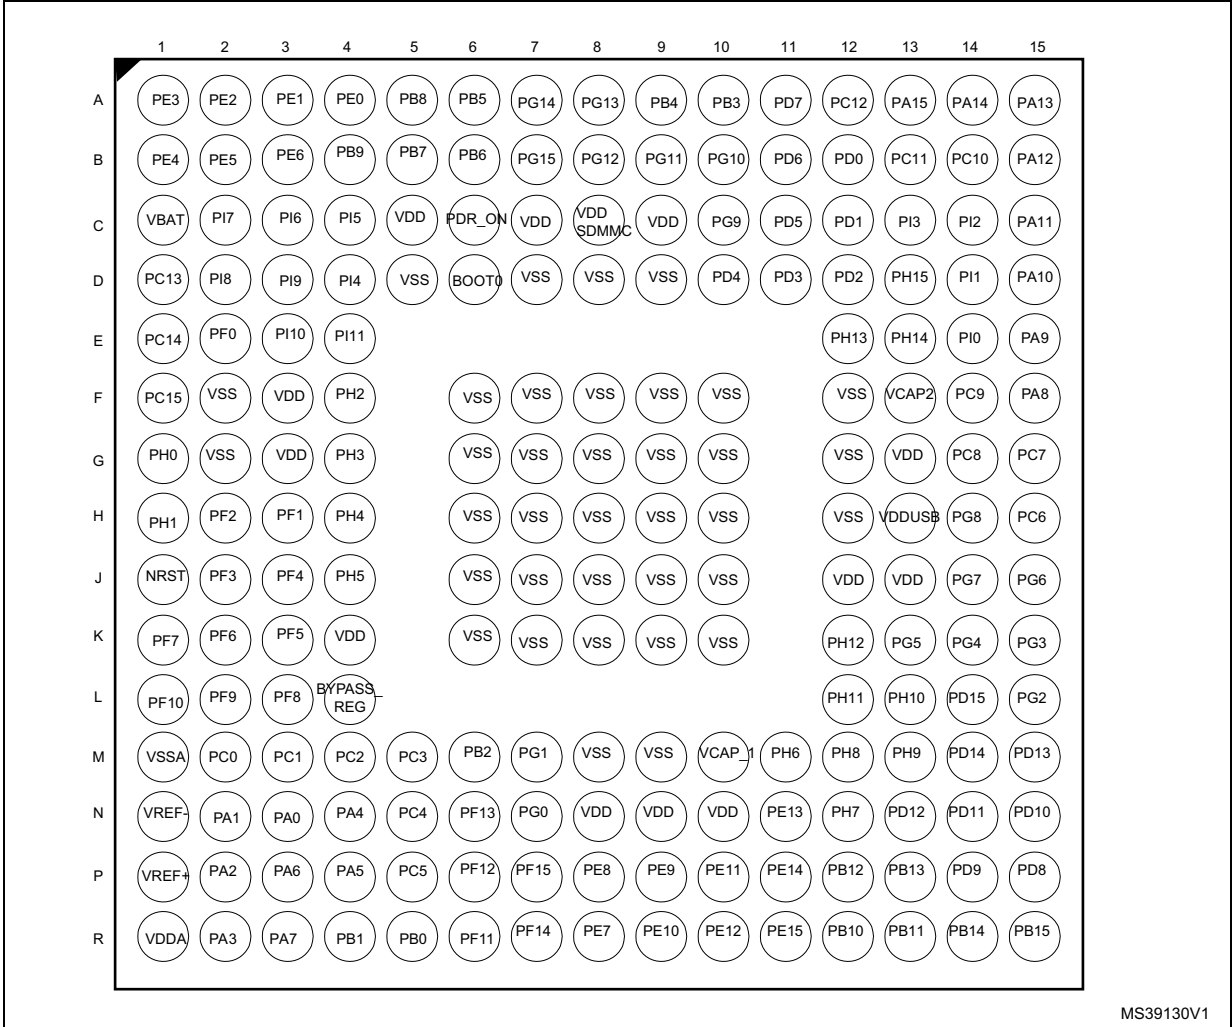 1 2 3 4 5 6 7 8 9 10 11 12 13 14 15
A PE3 PE2 PE1 PE0 PB8 PB5 PG14 PG13 PB4 PB3 PD7 PC12 PA15 PA14 PA13
B PE4 PE5 PE6 PB9 PB7 PB6 PG15 PG12 PG11 PG10 PD6 PD0 PC11 PC10 PA12
C VBAT PI7 PI6 PI5 VDD PDR_ON VDD VDD SDMMC VDD PG9 PD5 PD1 PI3 PI2 PA11
D PC13 PI8 PI9 PI4 VSS BOOT0 VSS VSS VSS PD4 PD3 PD2 PH15 PI1 PA10
E PC14 PF0 PI10 PI11 PH13 PH14 PI0 PA9
F PC15 VSS VDD PH2 VSS VSS VSS VSS VSS VSS VCAP2 PC9 PA8
G PH0 VSS VDD PH3 VSS VSS VSS VSS VSS VSS VDD PC8 PC7
H PH1 PF2 PF1 PH4 VSS VSS VSS VSS VSS VSS VDDUSB PG8 PC6
J NRST PF3 PF4 PH5 VSS VSS VSS VSS VSS VDD VDD PG7 PG6
K PF7 PF6 PF5 VDD VSS VSS VSS VSS VSS PH12 PG5 PG4 PG3
L PF10 PF9 PF8 BYPASS_ REG PH11 PH10 PD15 PG2
M VSSA PC0 PC1 PC2 PC3 PB2 PG1 VSS VSS VCAP_1 PH6 PH8 PH9 PD14 PD13
N VREF- PA1 PA0 PA4 PC4 PF13 PG0 VDD VDD VDD PE13 PH7 PD12 PD11 PD10
P VREF+ PA2 PA6 PA5 PC5 PF12 PF15 PE8 PE9 PE11 PE14 PB12 PB13 PD9 PD8
R VDDA PA3 PA7 PB1 PB0 PF11 PF14 PE7 PE10 PE12 PE15 PB10 PB11 PB14 PB15
MS39130V1